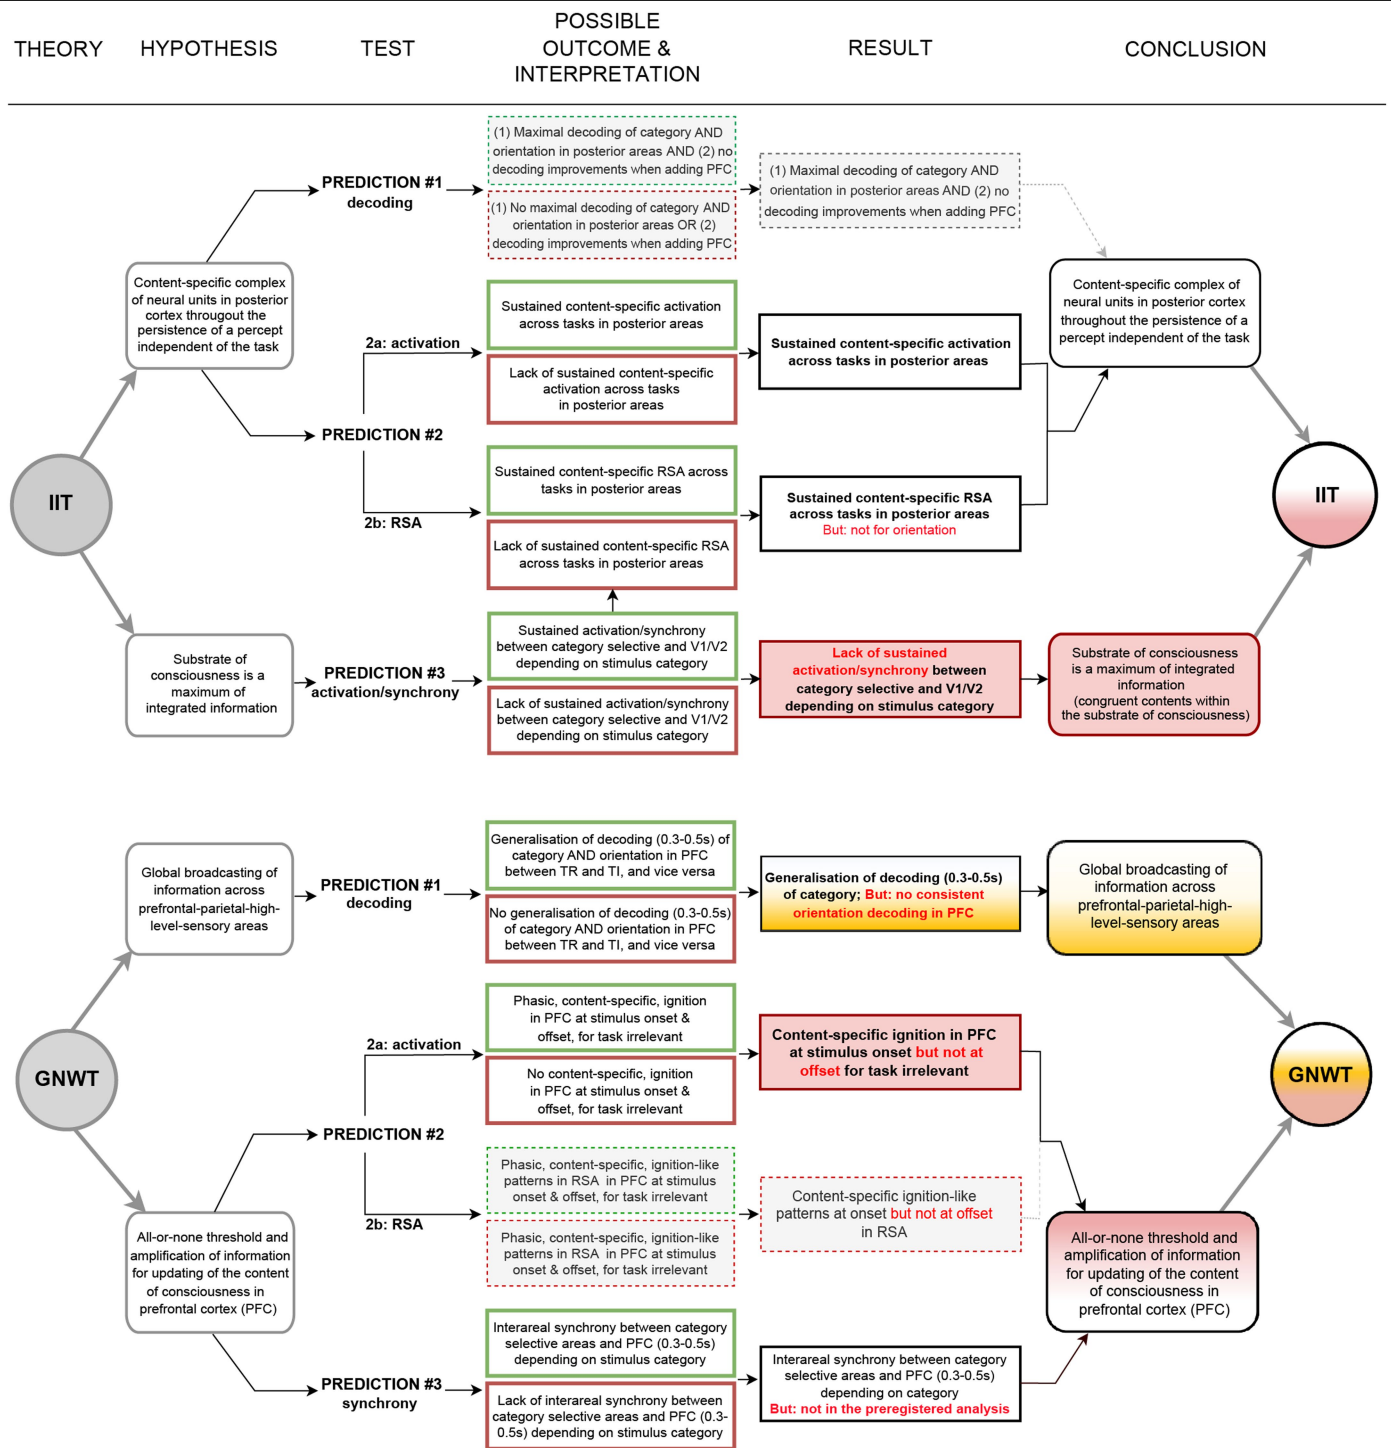 THEORY
HYPOTHESIS
TEST
POSSIBLE
OUTCOME &
INTERPRETATION
RESULT
CONCLUSION
IIT
Content-specific complex
of neural units in posterior
cortex througout the
persistence of a percept
independent of the task
PREDICTION #1
decoding
(1) Maximal decoding of category AND
orientation in posterior areas AND (2) no
decoding improvements when adding PFC
(1) No maximal decoding of category AND
orientation in posterior areas OR (2)
decoding improvements when adding PFC
(1) Maximal decoding of category AND
orientation in posterior areas AND (2) no
decoding improvements when adding PFC
PREDICTION #2
2a: activation
Sustained content-specific activation
across tasks in posterior areas
Lack of sustained content-specific
activation across tasks
in posterior areas
Sustained content-specific activation
across tasks in posterior areas
2b: RSA
Sustained content-specific RSA across
tasks in posterior areas
Lack of sustained content-specific RSA
across tasks in posterior areas
Sustained content-specific RSA
across tasks in posterior areas
But: not for orientation
Content-specific complex of
neural units in posterior cortex
throughout the persistence of a
percept independent of the task
IIT
Substrate of
consciousness is a
maximum of
integrated information
PREDICTION #3
activation/synchrony
Sustained activation/synchrony
between category selective and V1/V2
depending on stimulus category
Lack of sustained activation/synchrony
between category selective and V1/V2
depending on stimulus category
Lack of sustained
activation/synchrony between
category selective and V1/V2
depending on stimulus category
Substrate of consciousness
is a maximum of integrated
information
(congruent contents within
the substrate of consciousness)
GNWT
Global broadcasting of
information across
prefrontal-parietal-high-
level-sensory areas
PREDICTION #1
decoding
Generalisation of decoding (0.3-0.5s) of
category AND orientation in PFC
between TR and TI, and vice versa
No generalisation of decoding (0.3-0.5s)
of category AND orientation in PFC
between TR and TI, and vice versa
Generalisation of decoding (0.3-0.5s)
of category; But: no consistent
orientation decoding in PFC
Global broadcasting of
information across
prefrontal-parietal-high-
level-sensory areas
GNWT
All-or-none threshold and
amplification of information
for updating of the content
of consciousness in
prefrontal cortex (PFC)
PREDICTION #2
2a: activation
Phasic, content-specific, ignition
in PFC at stimulus onset &
offset, for task irrelevant
No content-specific, ignition
in PFC at stimulus onset &
offset, for task irrelevant
Content-specific ignition in PFC
at stimulus onset but not at
offset for task irrelevant
2b: RSA
Phasic, content-specific, ignition-like
patterns in RSA in PFC at stimulus
onset & offset, for task irrelevant
Phasic, content-specific, ignition-like
patterns in RSA in PFC at stimulus
onset & offset, for task irrelevant
Content-specific ignition-like
patterns at onset but not at offset
in RSA
All-or-none threshold and
amplification of information
for updating of the content
of consciousness in
prefrontal cortex (PFC)
PREDICTION #3
synchrony
Interareal synchrony between category
selective areas and PFC (0.3-0.5s)
depending on stimulus category
Lack of interareal synchrony between
category selective areas and PFC (0.3-
0.5s) depending on stimulus category
Interareal synchrony between category
selective areas and PFC (0.3-0.5s)
depending on category
But: not in the preregistered analysis